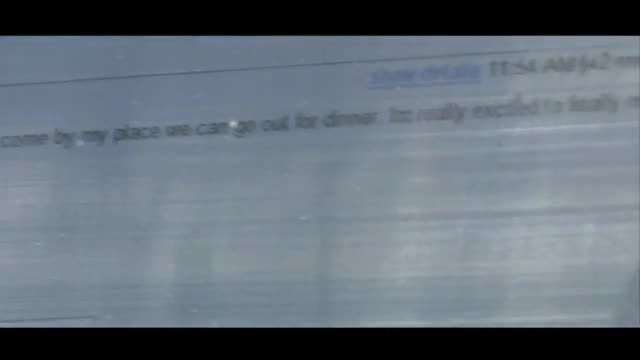 show details 11:54 AM
come by my place we can go out for dinner. Im really excited to finally